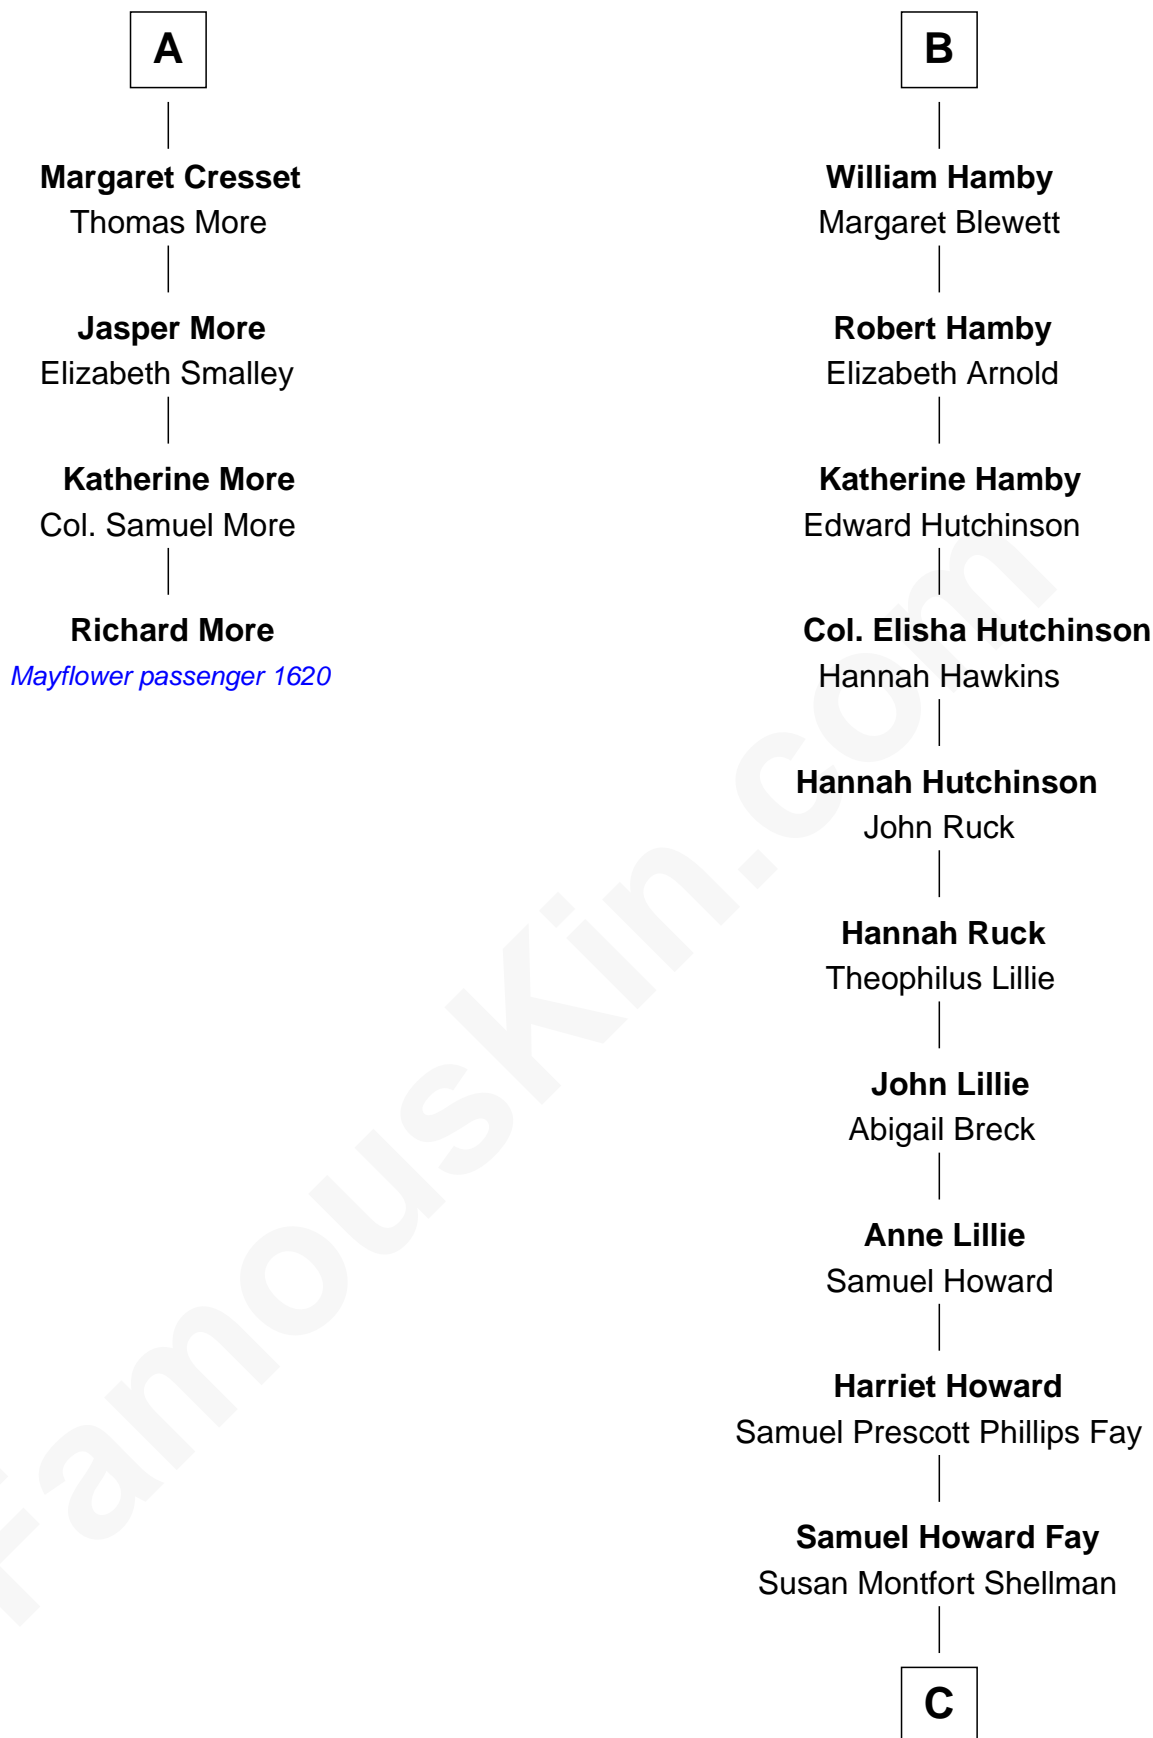 A
Margaret Cresset
Thomas More
Jasper More
Elizabeth Smalley
Katherine More
Col. Samuel More
Richard More
Mayflower passenger 1620
B
William Hamby
Margaret Blewett
Robert Hamby
Elizabeth Arnold
Katherine Hamby
Edward Hutchinson
Col. Elisha Hutchinson
Hannah Hawkins
Hannah Hutchinson
John Ruck
Hannah Ruck
Theophilus Lillie
John Lillie
Abigail Breck
Anne Lillie
Samuel Howard
Harriet Howard
Samuel Prescott Phillips Fay
Samuel Howard Fay
Susan Montfort Shellman
C
FamousKin.com